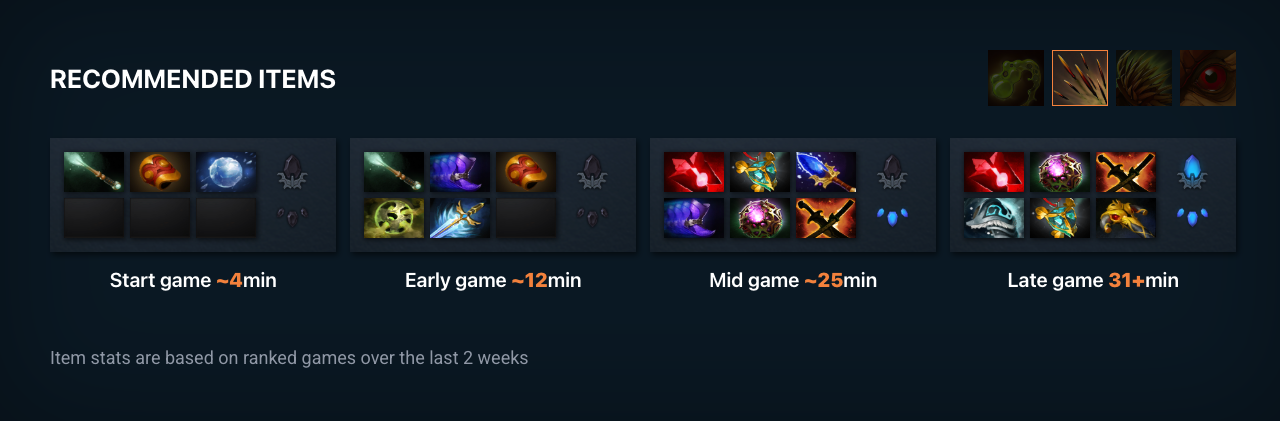 RECOMMENDED ITEMS
Start game ~4min
Early game ~12min
Mid game ~25min
Late game 31+min
Item stats are based on ranked games over the last 2 weeks